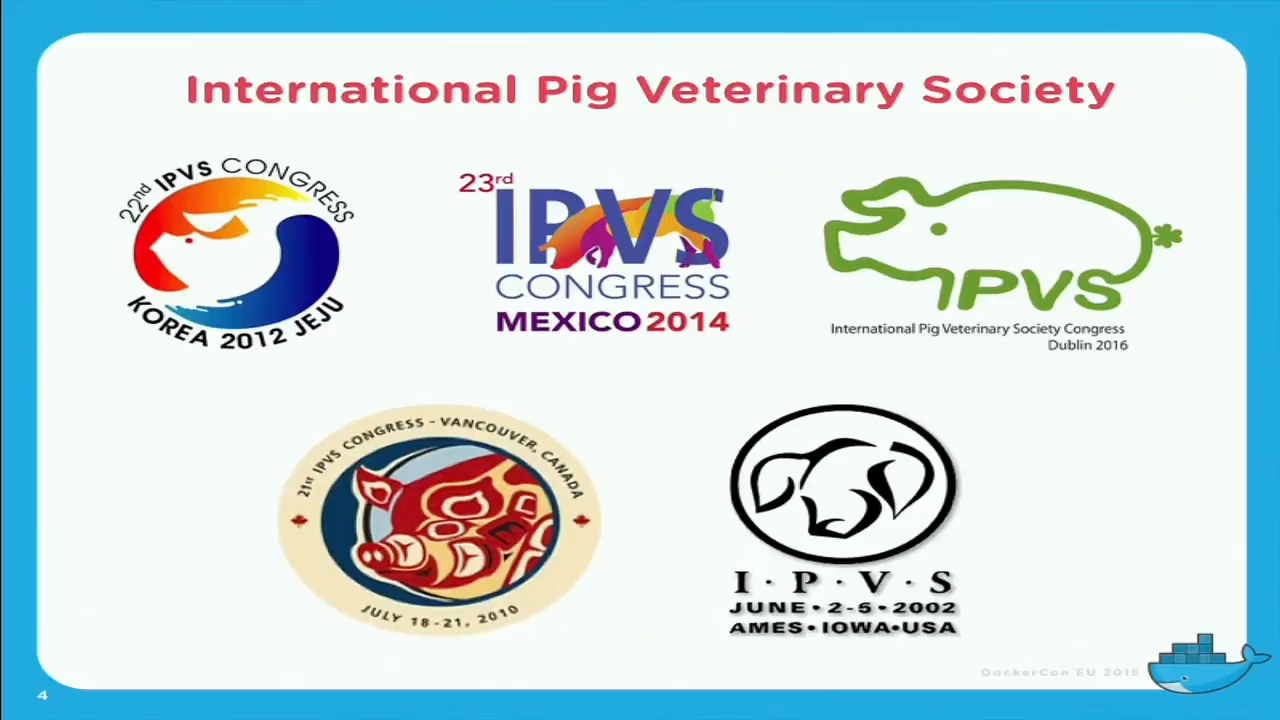 International Pig Veterinary Society
22nd IPVS CONGRESS
KOREA 2012 JEJU
23rd
IPVS
CONGRESS
MEXICO 2014
IPVS
International Pig Veterinary Society Congress
Dublin 2016
21st IPVS CONGRESS – VANCOUVER, CANADA
JULY 18-21, 2010
I · P · V · S
JUNE • 2-5 • 2002
AMES • IOWA • USA
DockerCon EU 2015
4